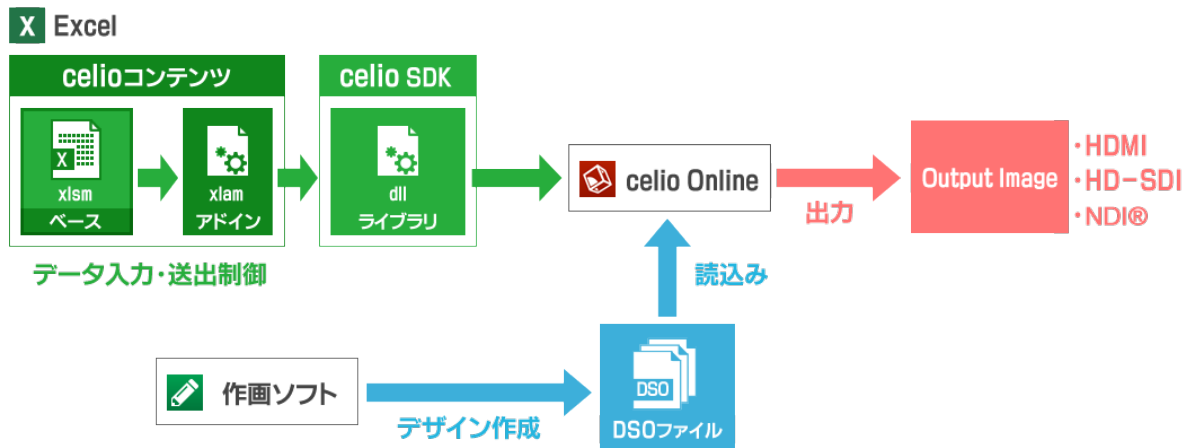 X Excel
celioコンテンツ
celio SDK
X
xlsm
ベース
xlam
アドイン
dll
ライブラリ
celio Online
Output Image
・HDMI
・HD-SDI
・NDI®
出力
データ入力・送出制御
読込み
作画ソフト
デザイン作成
DSO
DSOファイル